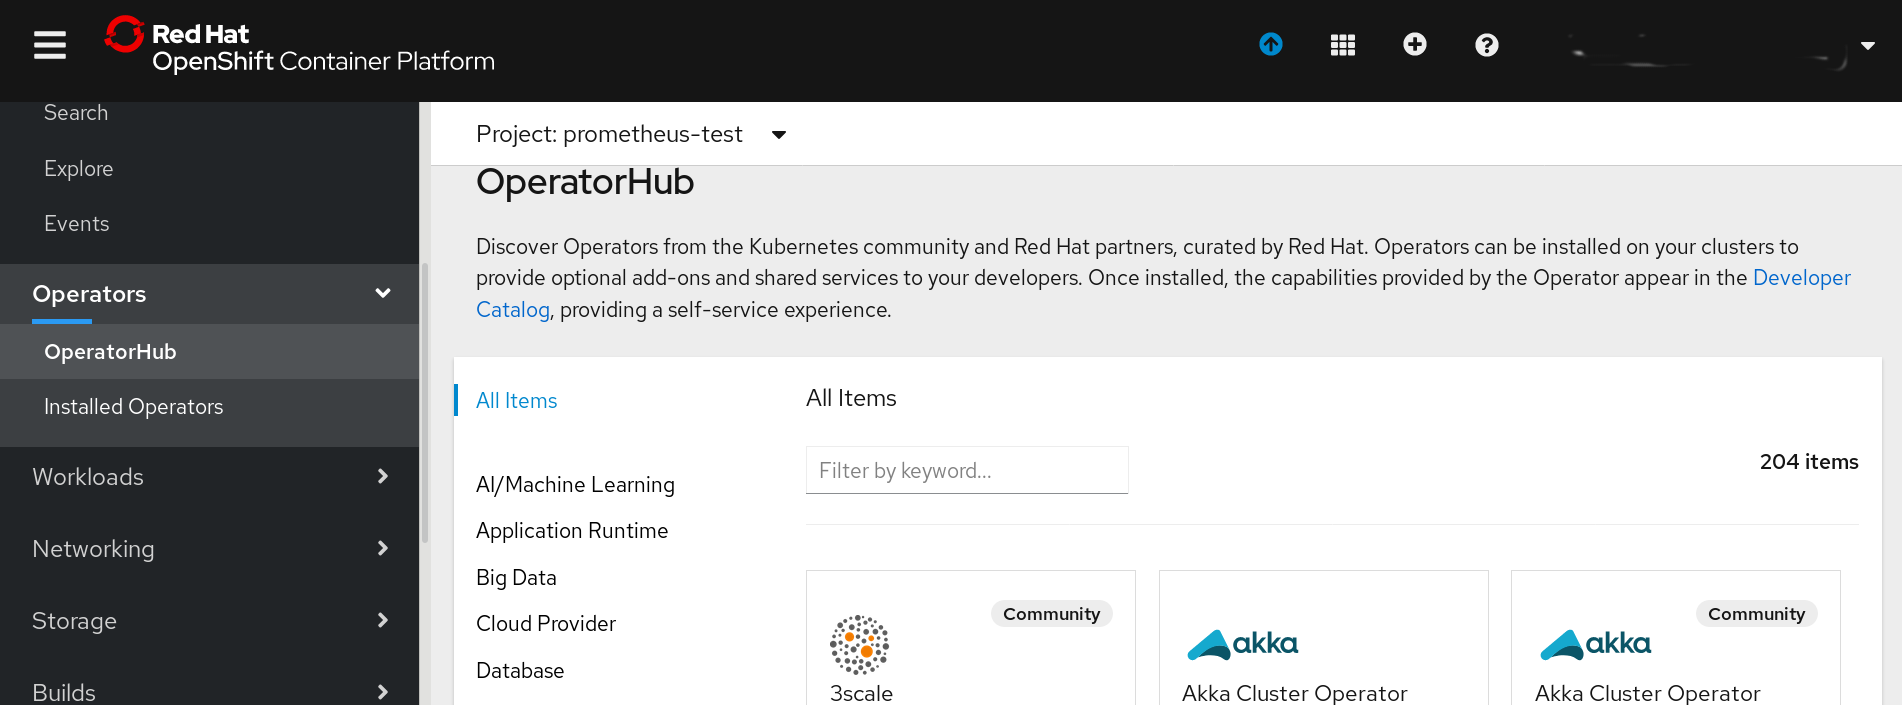 Red Hat
OpenShift Container Platform
Search
Explore
Events
Operators
OperatorHub
Installed Operators
Workloads
Networking
Storage
Builds
Project: prometheus-test
OperatorHub
Discover Operators from the Kubernetes community and Red Hat partners, curated by Red Hat. Operators can be installed on your clusters to
provide optional add-ons and shared services to your developers. Once installed, the capabilities provided by the Operator appear in the Developer
Catalog, providing a self-service experience.
All Items
AI/Machine Learning
Application Runtime
Big Data
Cloud Provider
Database
All Items
Filter by keyword...
204 items
Community
3scale
akka
Akka Cluster Operator
Community
akka
Akka Cluster Operator